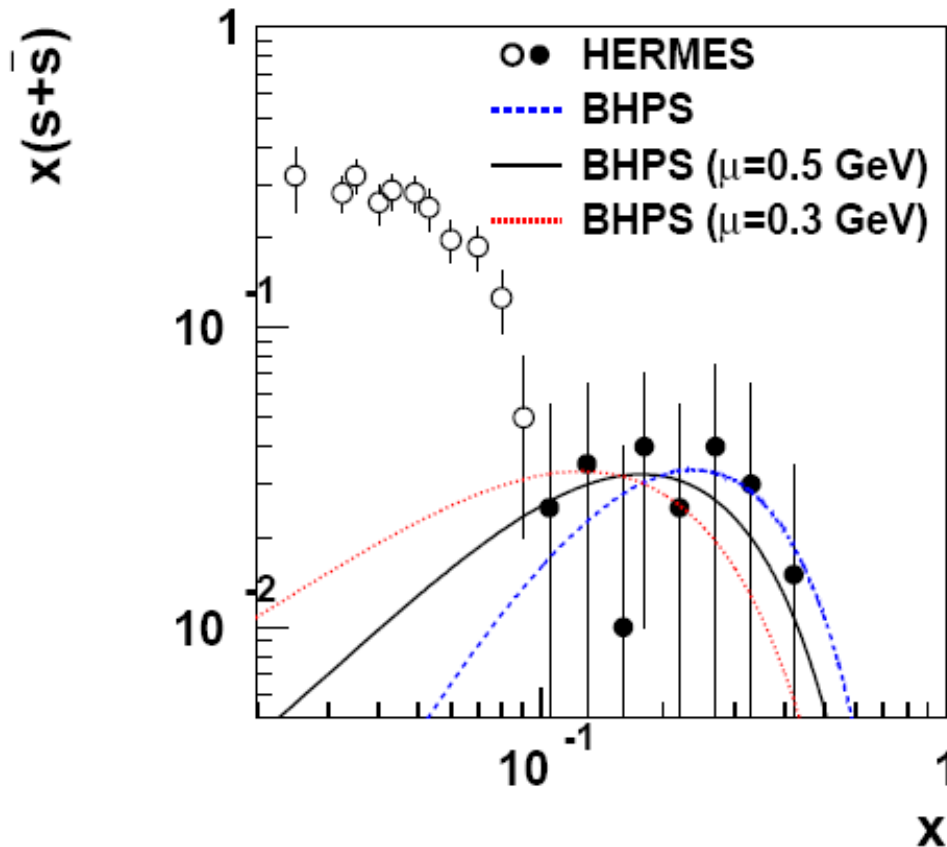 x(s+s̄)
1
10⁻¹
10⁻²
HERMES
BHPS
BHPS (μ=0.5 GeV)
BHPS (μ=0.3 GeV)
10⁻¹
1
x